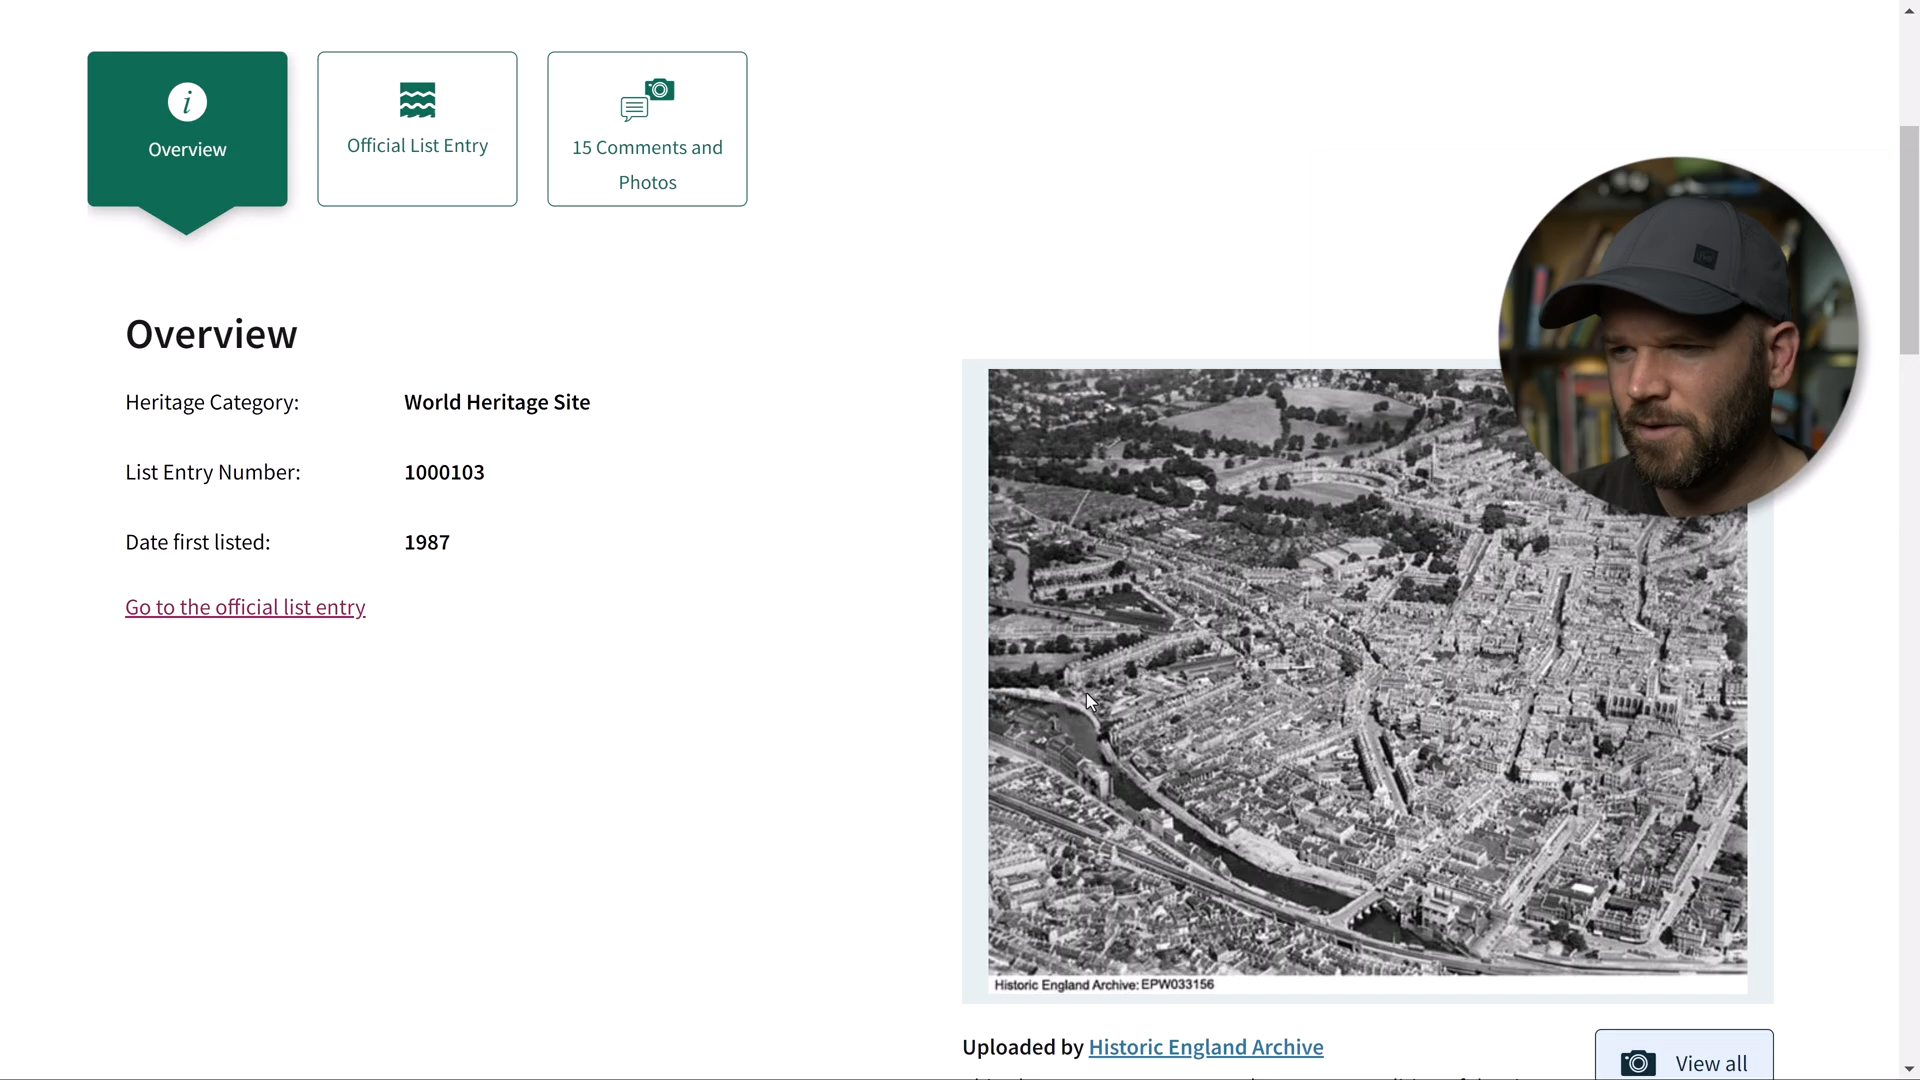 Overview
Official List Entry
15 Comments and
Photos
Overview
Heritage Category: World Heritage Site
List Entry Number: 1000103
Date first listed: 1987
Go to the official list entry
Historic England Archive: EPW033156
Uploaded by Historic England Archive
View all